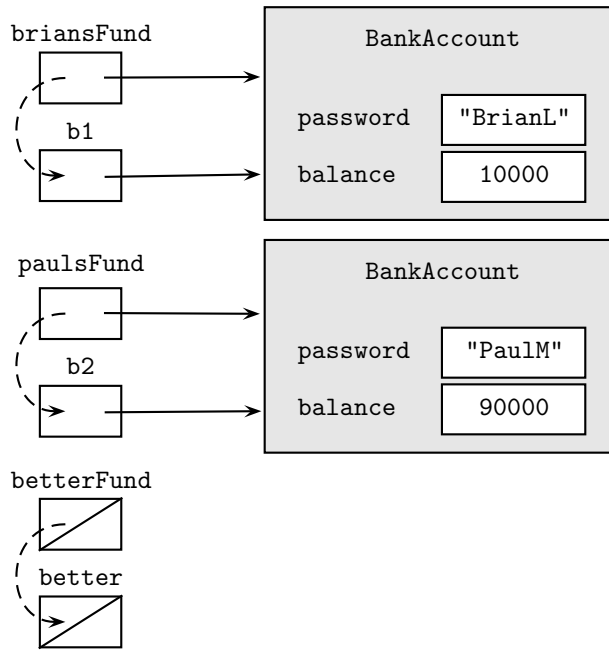 briansFund
BankAccount
password "BrianL"
b1
balance 10000
paulsFund
BankAccount
password "PaulM"
b2
balance 90000
betterFund
better